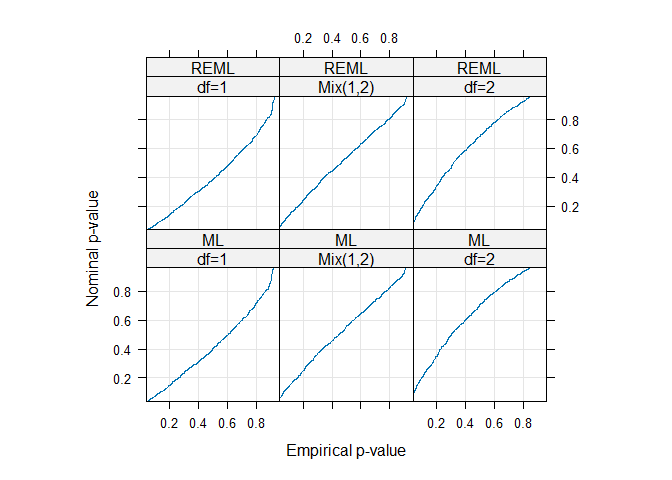 0.2 0.4 0.6 0.8
REML REML REML
df=1 Mix(1,2) df=2
0.8
0.6
0.4
0.2
Nominal p-value
ML ML ML
df=1 Mix(1,2) df=2
0.8
0.6
0.4
0.2
0.2 0.4 0.6 0.8 0.2 0.4 0.6 0.8
Empirical p-value